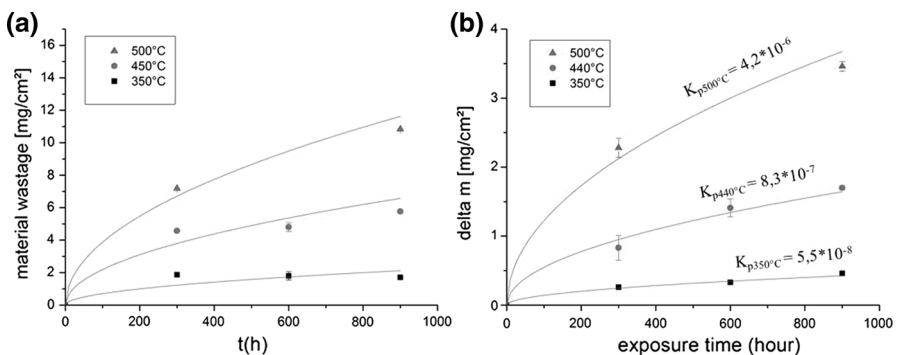 (a)
material wastage [mg/cm²]
16
14
12
10
8
6
4
2
0
500°C
450°C
350°C
0 200 400 600 800 1000
t(h)
(b)
delta m [mg/cm²]
4
3
2
1
0
500°C
440°C
350°C
Kp500°C = 4,2*10-6
Kp440°C = 8,3*10-7
Kp350°C = 5,5*10-8
0 200 400 600 800 1000
exposure time (hour)